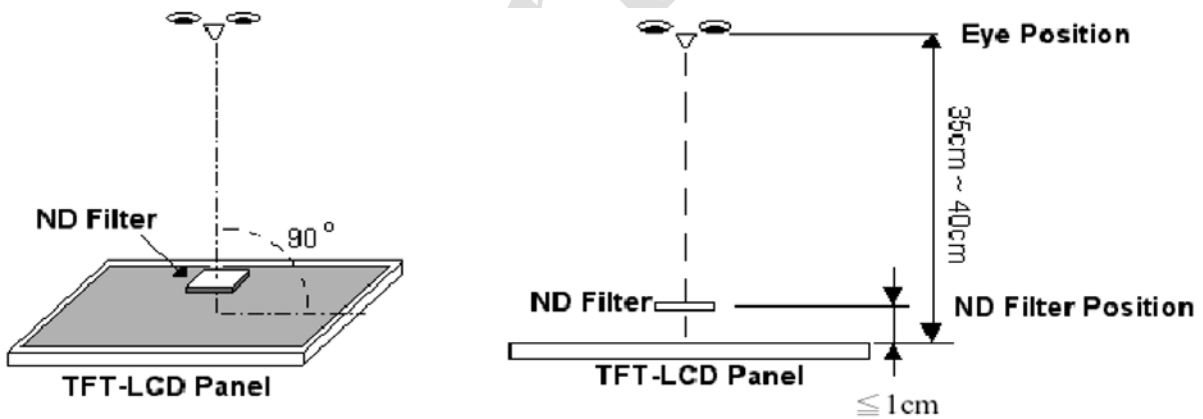 ND Filter
90°
TFT-LCD Panel
Eye Position
35cm ~ 40cm
ND Filter
ND Filter Position
TFT-LCD Panel
≦ 1cm